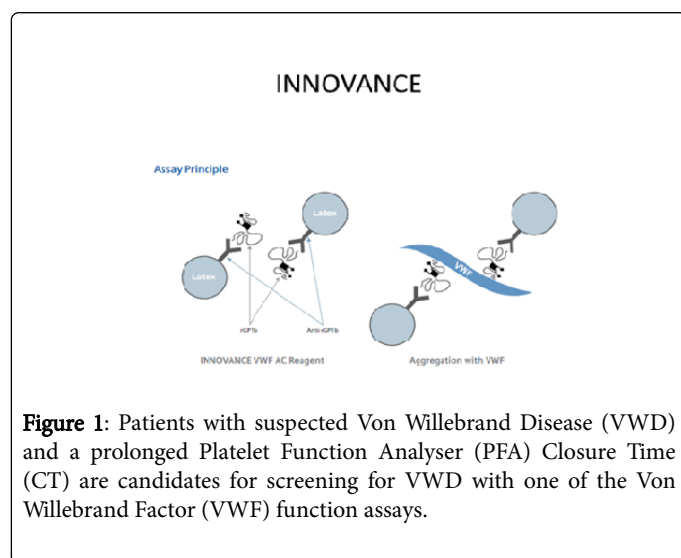 INNOVANCE
Assay Principle
Latex
Latex
VWF
rGP1b
Anti-rGP1b
INNOVANCE VWF AC Reagent
Aggregation with VWF
Figure 1: Patients with suspected Von Willebrand Disease (VWD)
and a prolonged Platelet Function Analyser (PFA) Closure Time
(CT) are candidates for screening for VWD with one of the Von
Willebrand Factor (VWF) function assays.